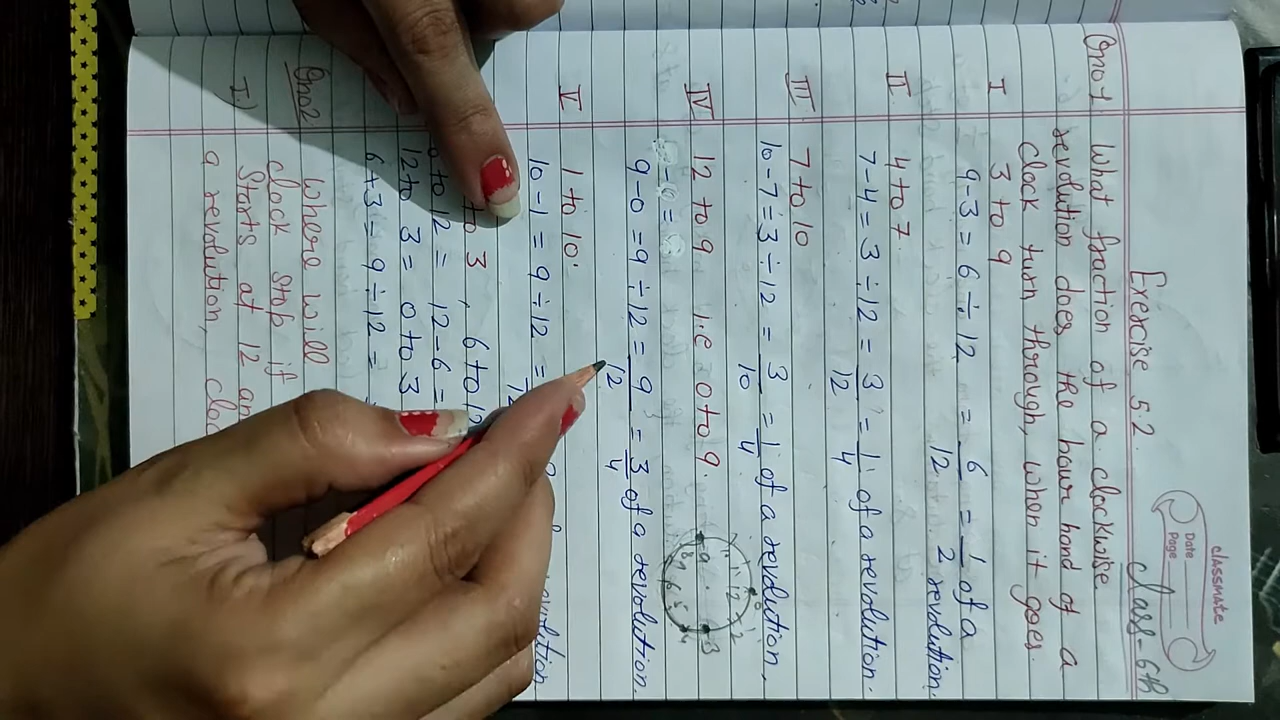 classmate
Date
Page
Exercise 5.2.
Class-6th
Qno1 What fraction of a clockwise
revolution does the hour hand of a
clock turn through, when it goes.
I 3 to 9
9-3 = 6 ÷ 12 = 6/12 = 1/2 of a revolution.
II 4 to 7
7-4 = 3 ÷ 12 = 3/12 = 1/4 of a revolution.
III 7 to 10
10-7 = 3 ÷ 12 = 3/10 = 1/4 of a revolution.
IV 12 to 9 i.e 0 to 9.
9-0 = 9 ÷ 12 = 9/12 = 3/4 of a revolution.
V 1 to 10.
10-1 = 9 ÷ 12 = revolution
to 3, 6 to 12
to 12 = 12-6 =
12 to 3 = 0 to 3
6+3 = 9 ÷ 12 =
Qno2 Where will
clock stop if
I) Starts at 12 an
a revolution, clo